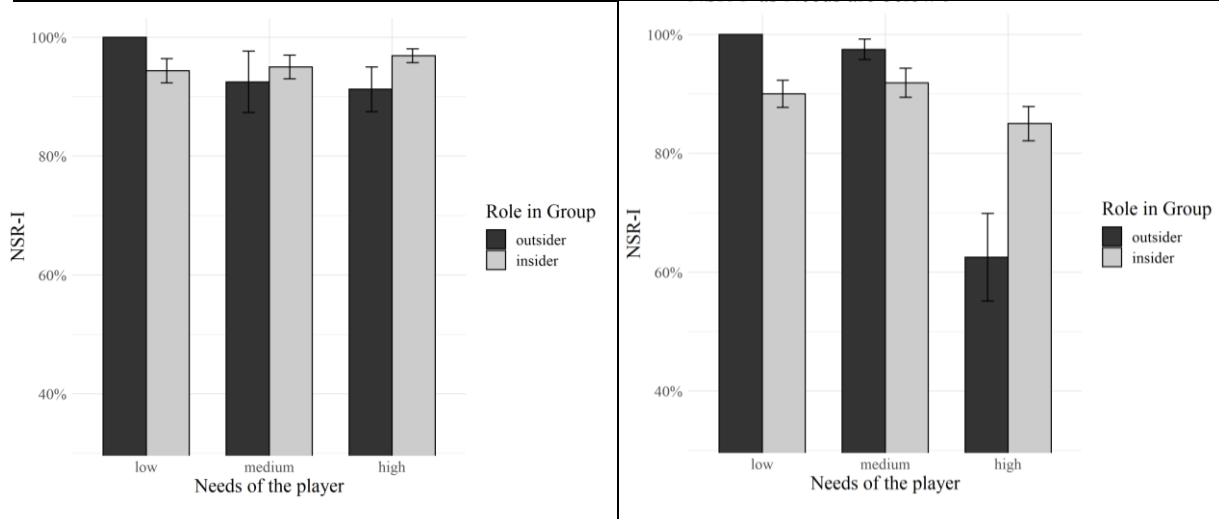 100%
80%
60%
40%
NSR-I
low
medium
high
Needs of the player
Role in Group
outsider
insider
100%
80%
60%
40%
NSR-I
low
medium
high
Needs of the player
Role in Group
outsider
insider